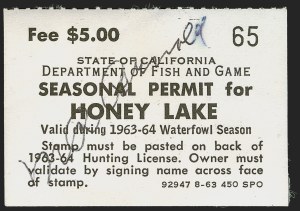 Fee $5.00 65
STATE OF CALIFORNIA
DEPARTMENT OF FISH AND GAME
SEASONAL PERMIT for
HONEY LAKE
Valid during 1963-64 Waterfowl Season
Stamp must be pasted on back of
1963-64 Hunting License. Owner must
validate by signing name across face
of stamp. 92947 8-63 450 SPO